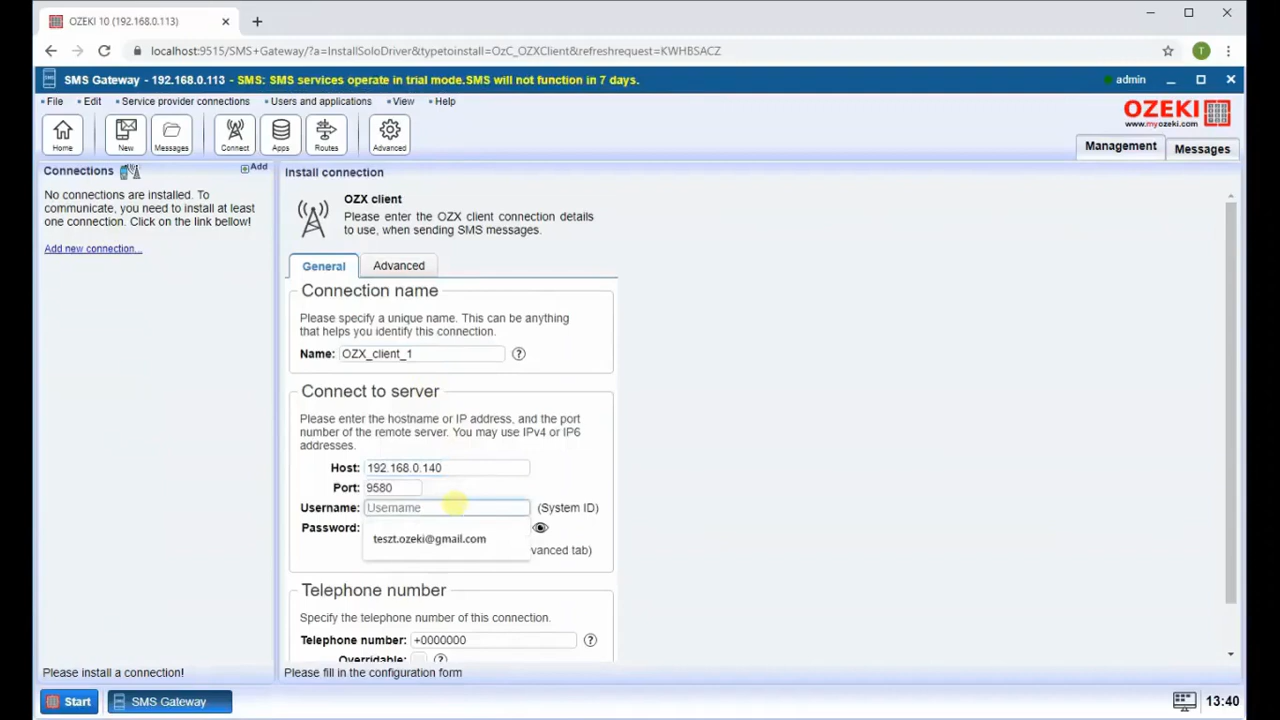 OZEKI 10 (192.168.0.113)
localhost:9515/SMS+Gateway/?a=InstallSoloDriver&typetoinstall=OzC_OZXClient&refreshrequest=KWHBSACZ
T
SMS Gateway - 192.168.0.113 - SMS: SMS services operate in trial mode.SMS will not function in 7 days.
admin
File Edit Service provider connections Users and applications View Help
OZEKI
www.myozeki.com
Home New Messages Connect Apps Routes Advanced
Management Messages
Connections Add
No connections are installed. To
communicate, you need to install at least
one connection. Click on the link bellow!
Add new connection...
Install connection
OZX client
Please enter the OZX client connection details
to use, when sending SMS messages.
General Advanced
Connection name
Please specify a unique name. This can be anything
that helps you identify this connection.
Name: OZX_client_1 ?
Connect to server
Please enter the hostname or IP address, and the port
number of the remote server. You may use IPv4 or IP6
addresses.
Host: 192.168.0.140
Port: 9580
Username: Username (System ID)
Password:
teszt.ozeki@gmail.com
vanced tab)
Telephone number
Specify the telephone number of this connection.
Telephone number: +0000000 ?
Overridable: ?
Please install a connection! Please fill in the configuration form
Start SMS Gateway 13:40